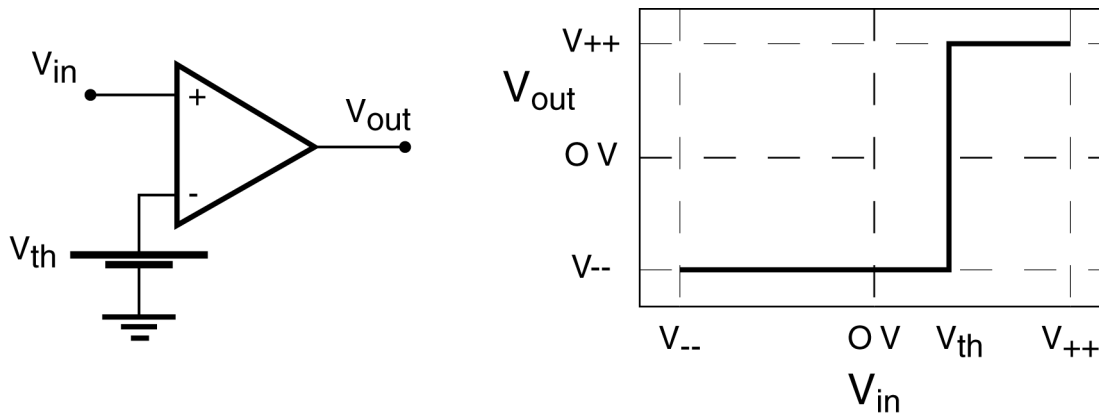 Vin
+
Vout
-
Vth
V++
Vout
O V
V--
V--
O V
Vth
V++
Vin